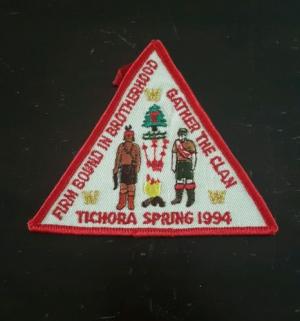 FIRM BOUND IN BROTHERHOOD
GATHER THE CLAN
W
W
W
TICHORA SPRING 1994